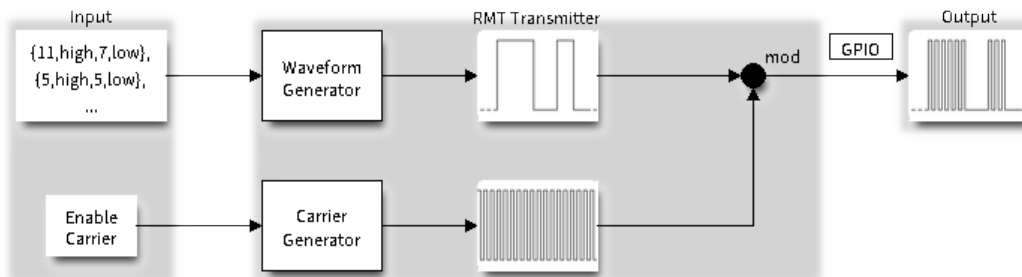 Input
RMT Transmitter
Output
{11,high,7,low},
{5,high,5,low},
...
Waveform
Generator
mod
GPIO
Enable
Carrier
Carrier
Generator